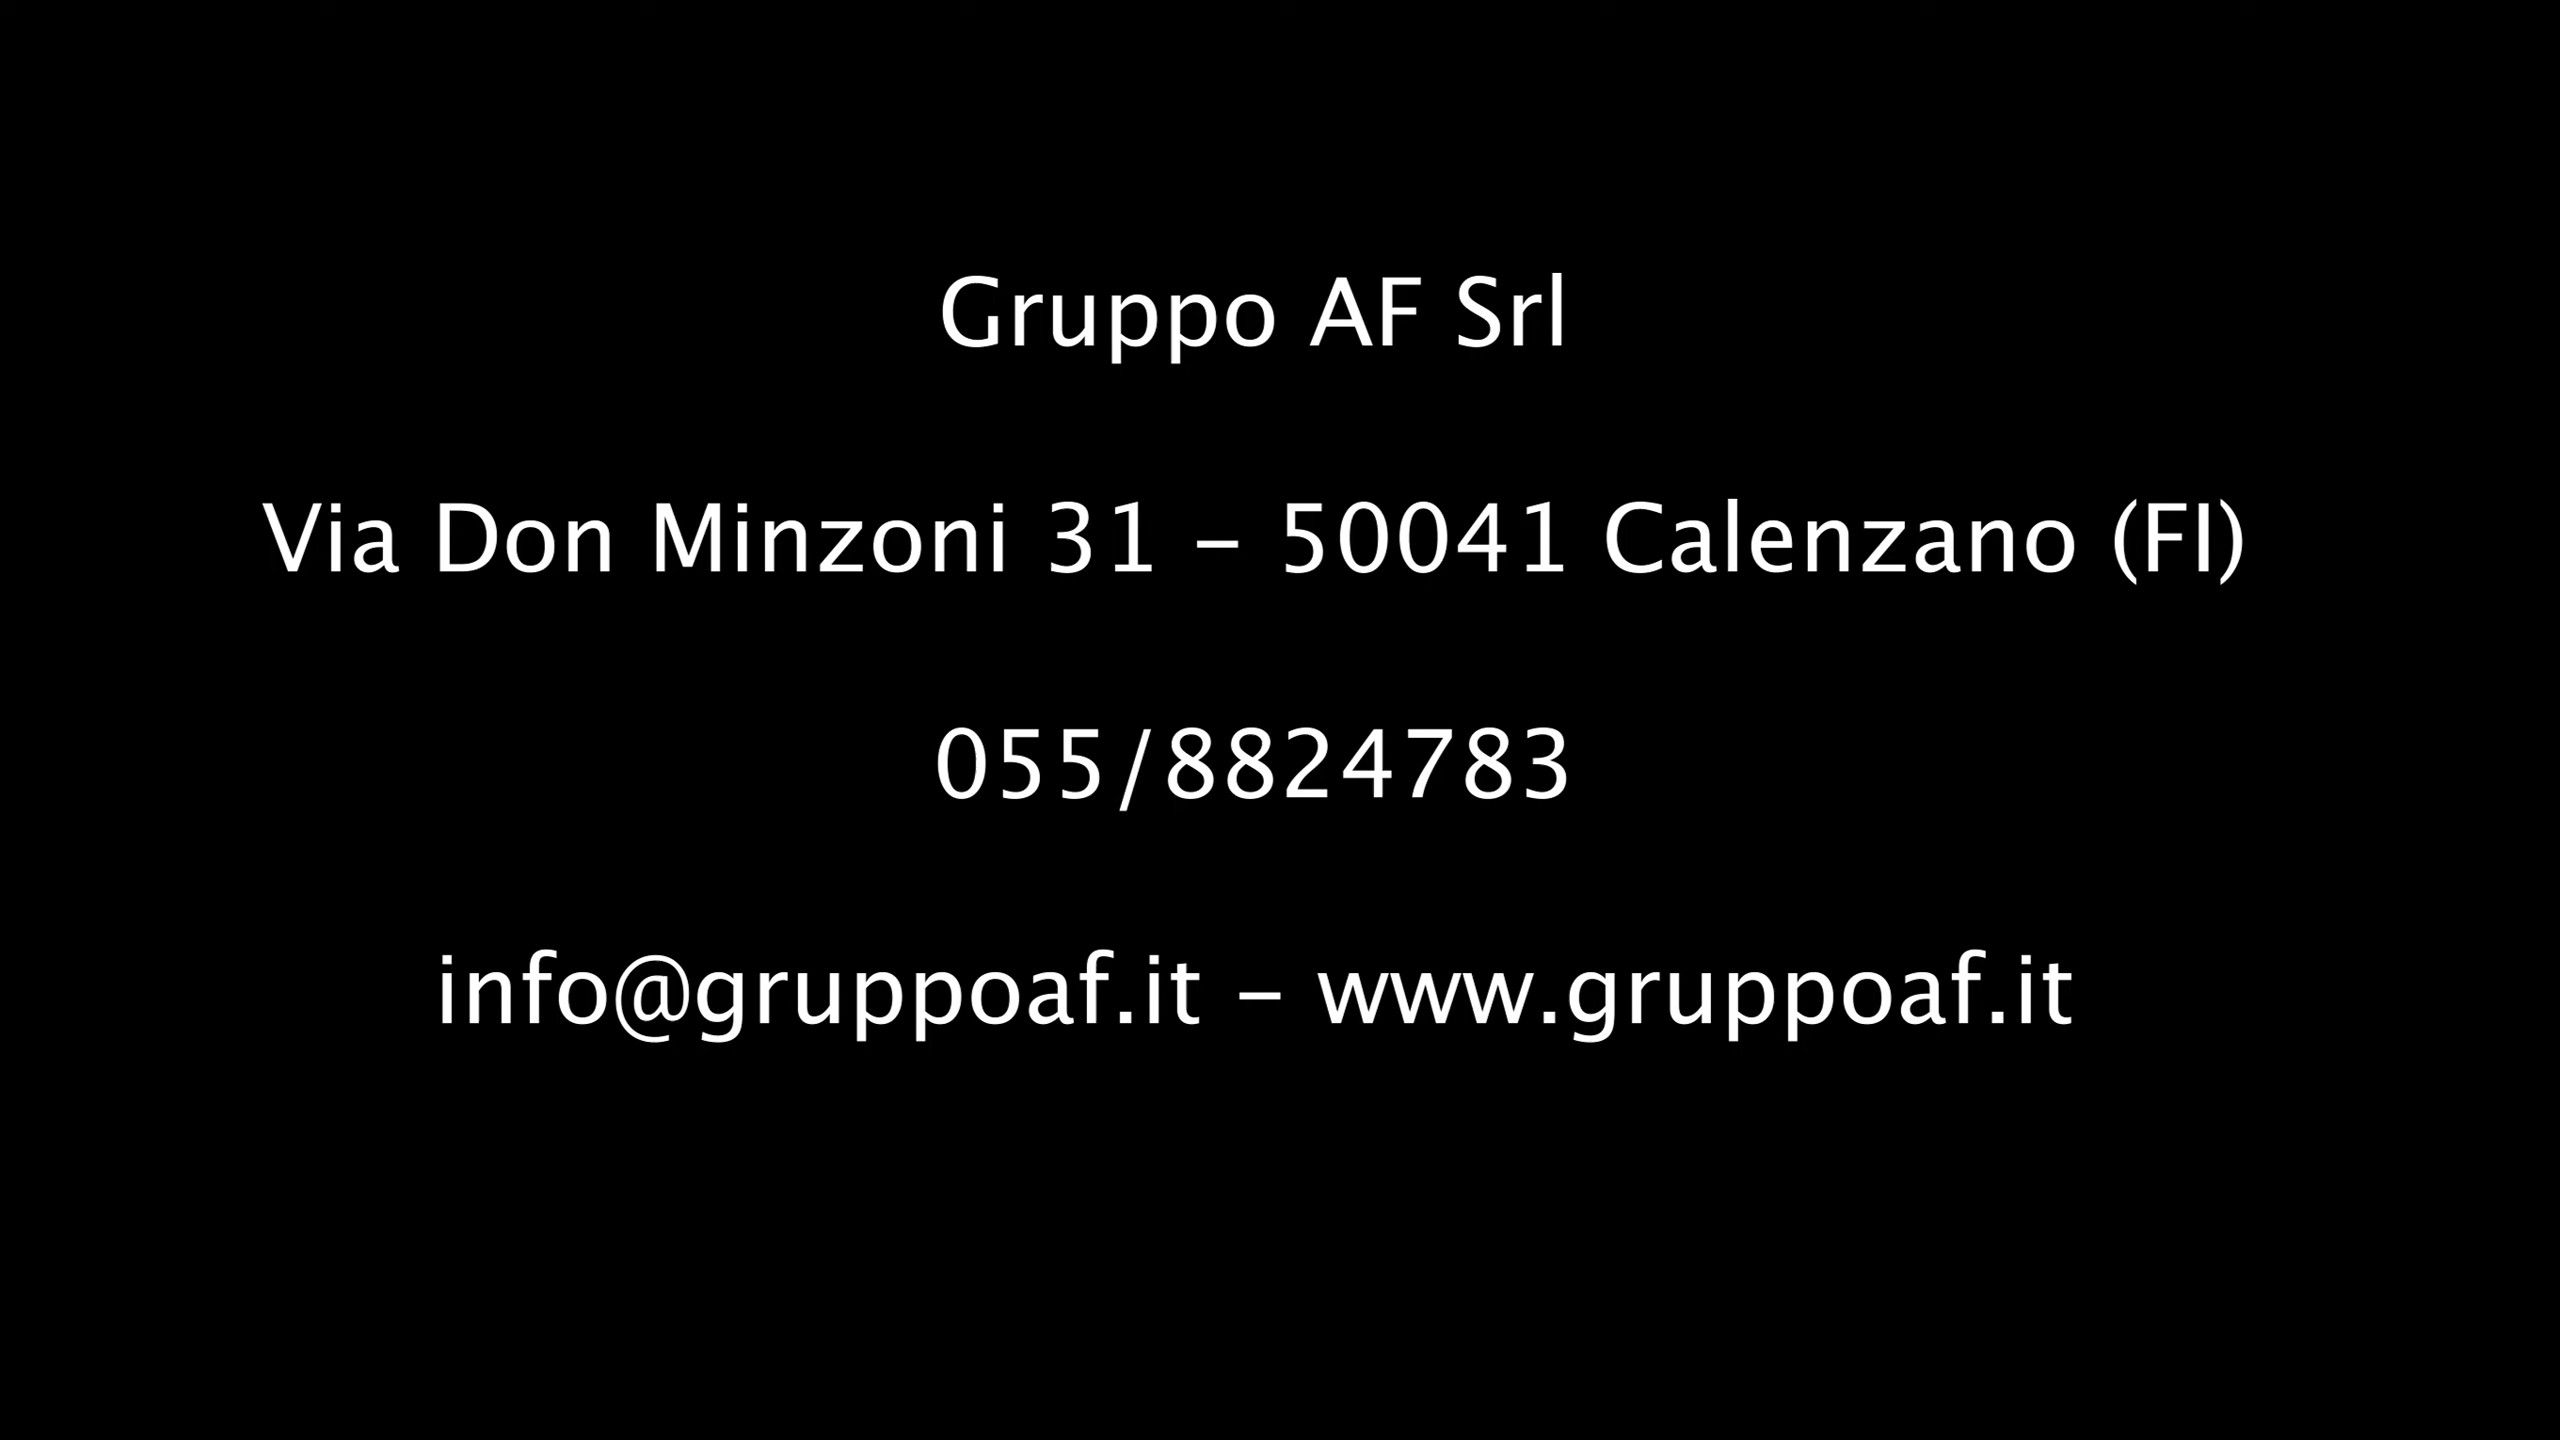 Gruppo AF Srl
Via Don Minzoni 31 – 50041 Calenzano (FI)
055/8824783
info@gruppoaf.it – www.gruppoaf.it